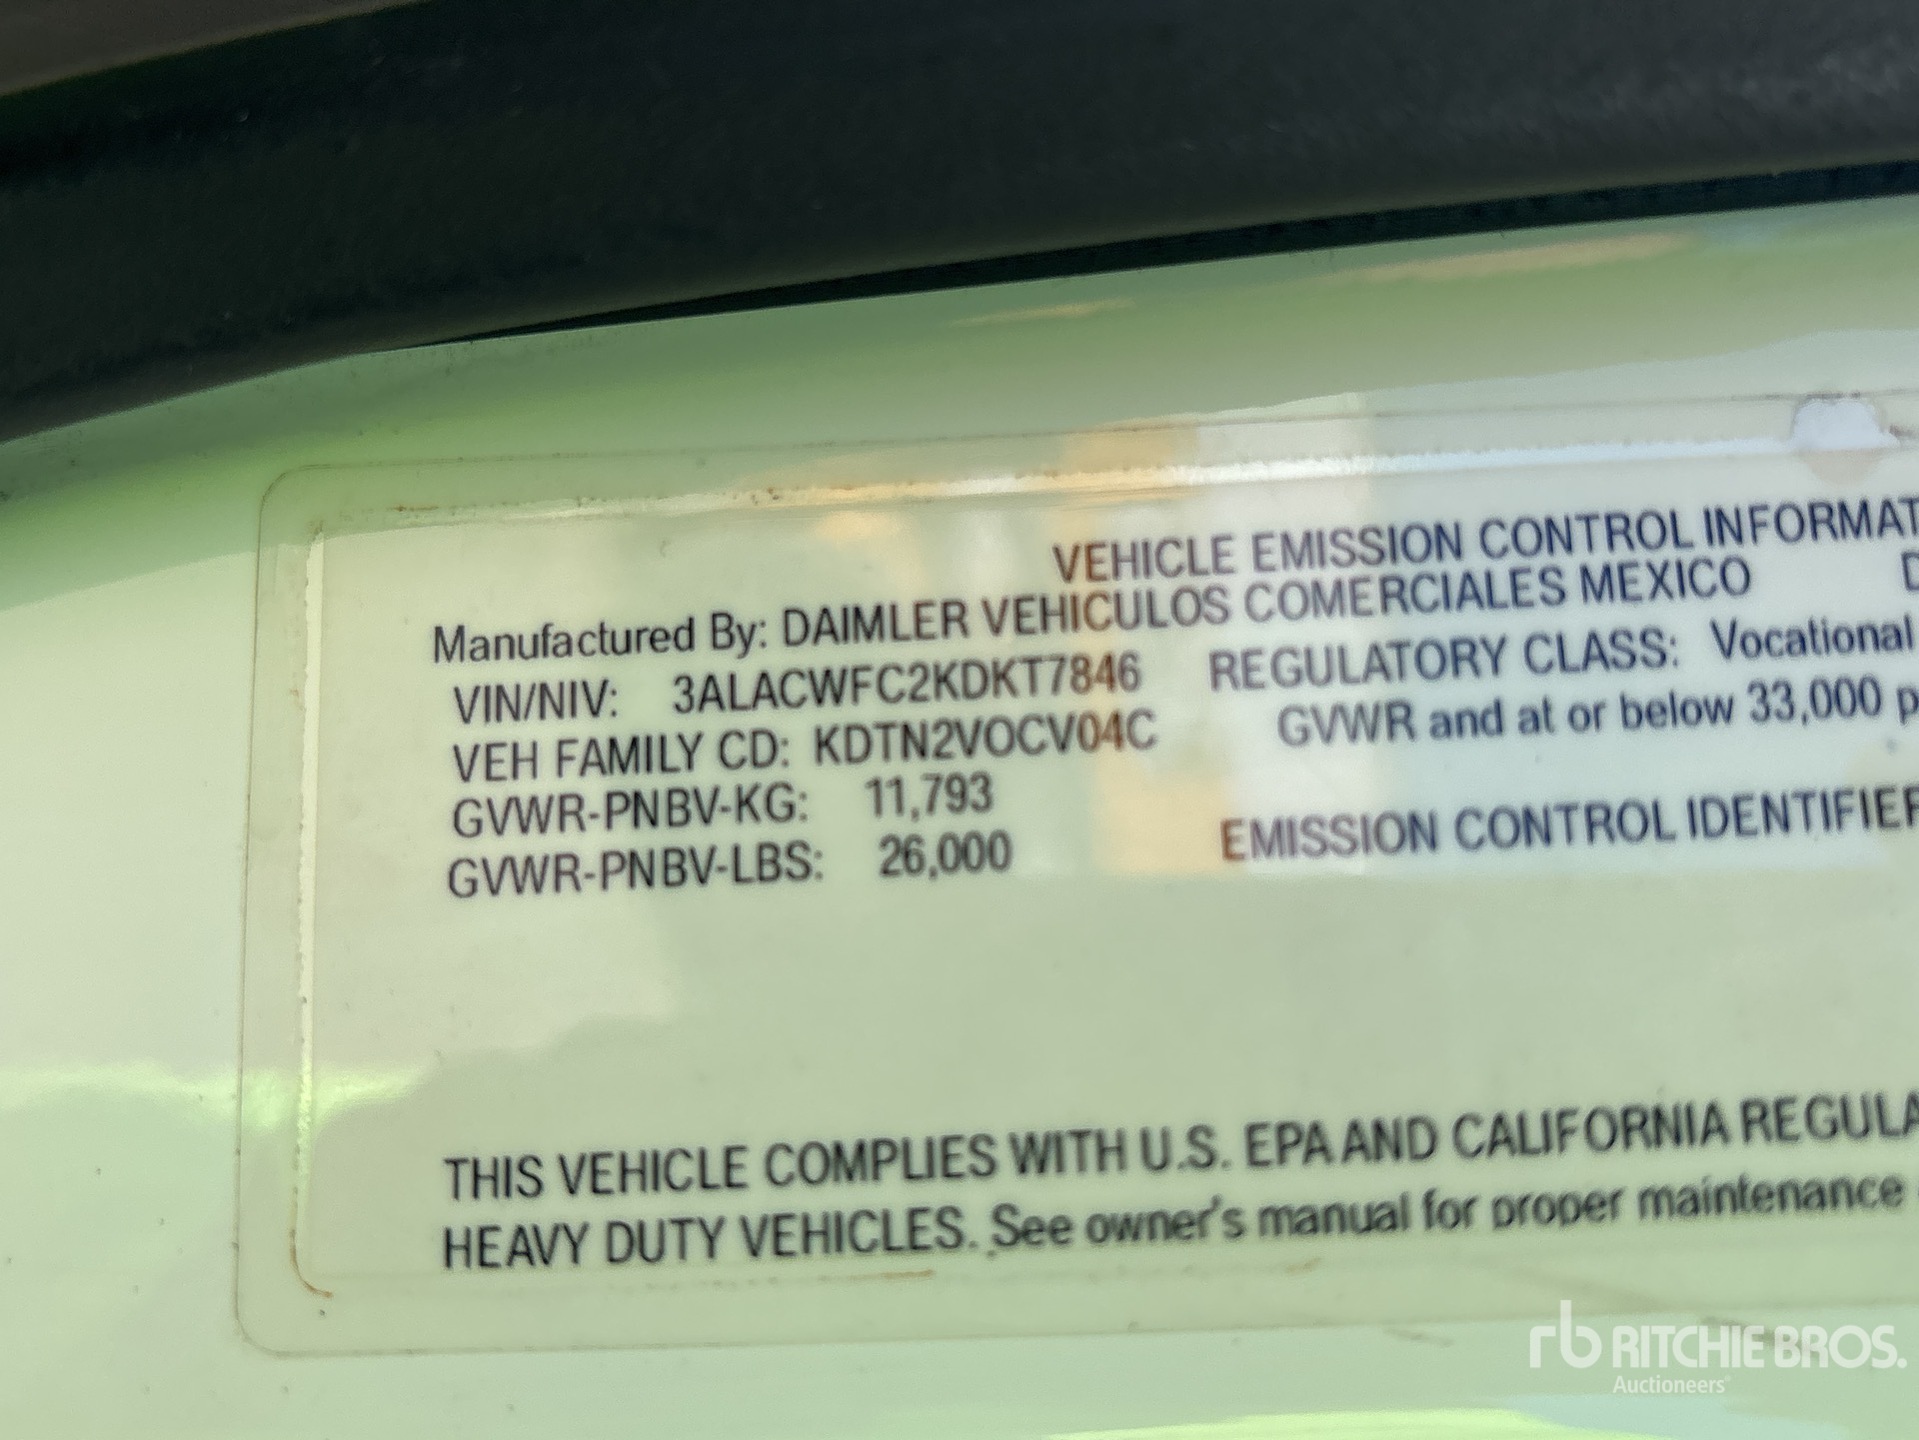 VEHICLE EMISSION CONTROL INFORMAT
Manufactured By: DAIMLER VEHICULOS COMERCIALES MEXICO D
VIN/NIV: 3ALACWFC2KDKT7846 REGULATORY CLASS: Vocational
VEH FAMILY CD: KDTN2VOCV04C GVWR and at or below 33,000 p
GVWR-PNBV-KG: 11,793
GVWR-PNBV-LBS: 26,000 EMISSION CONTROL IDENTIFIER
THIS VEHICLE COMPLIES WITH U.S. EPA AND CALIFORNIA REGULA
HEAVY DUTY VEHICLES. See owner's manual for proper maintenance
rb RITCHIE BROS.
Auctioneers